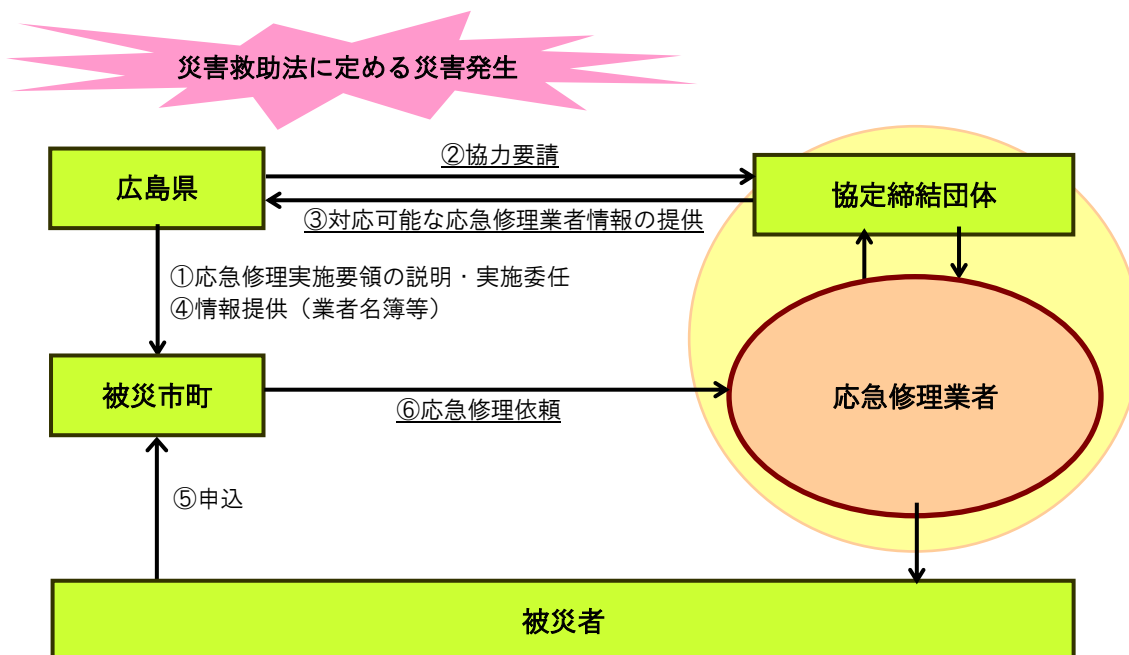 災害救助法に定める災害発生
②協力要請
広島県
協定締結団体
③対応可能な応急修理業者情報の提供
①応急修理実施要領の説明・実施委任
④情報提供（業者名簿等）
被災市町
応急修理業者
⑥応急修理依頼
⑤申込
被災者